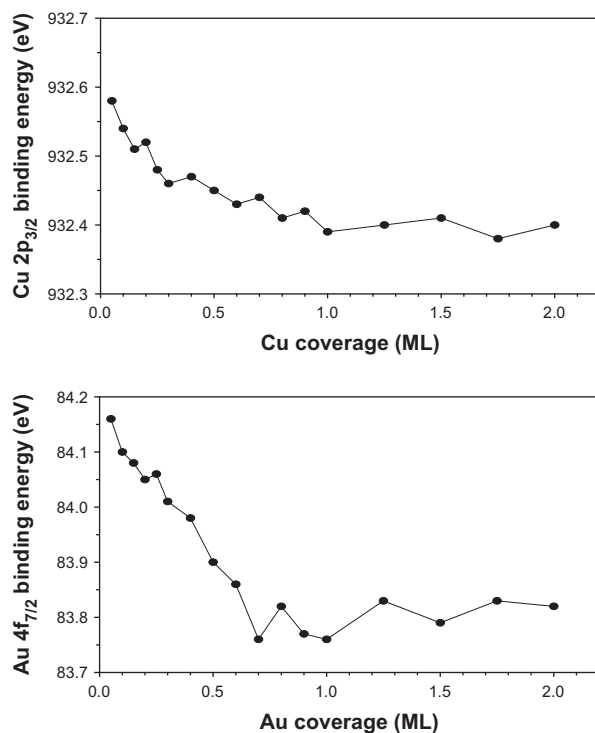 932.7
932.6
932.5
932.4
932.3
Cu 2p3/2 binding energy (eV)
0.0 0.5 1.0 1.5 2.0
Cu coverage (ML)
84.2
84.1
84.0
83.9
83.8
83.7
Au 4f7/2 binding energy (eV)
0.0 0.5 1.0 1.5 2.0
Au coverage (ML)